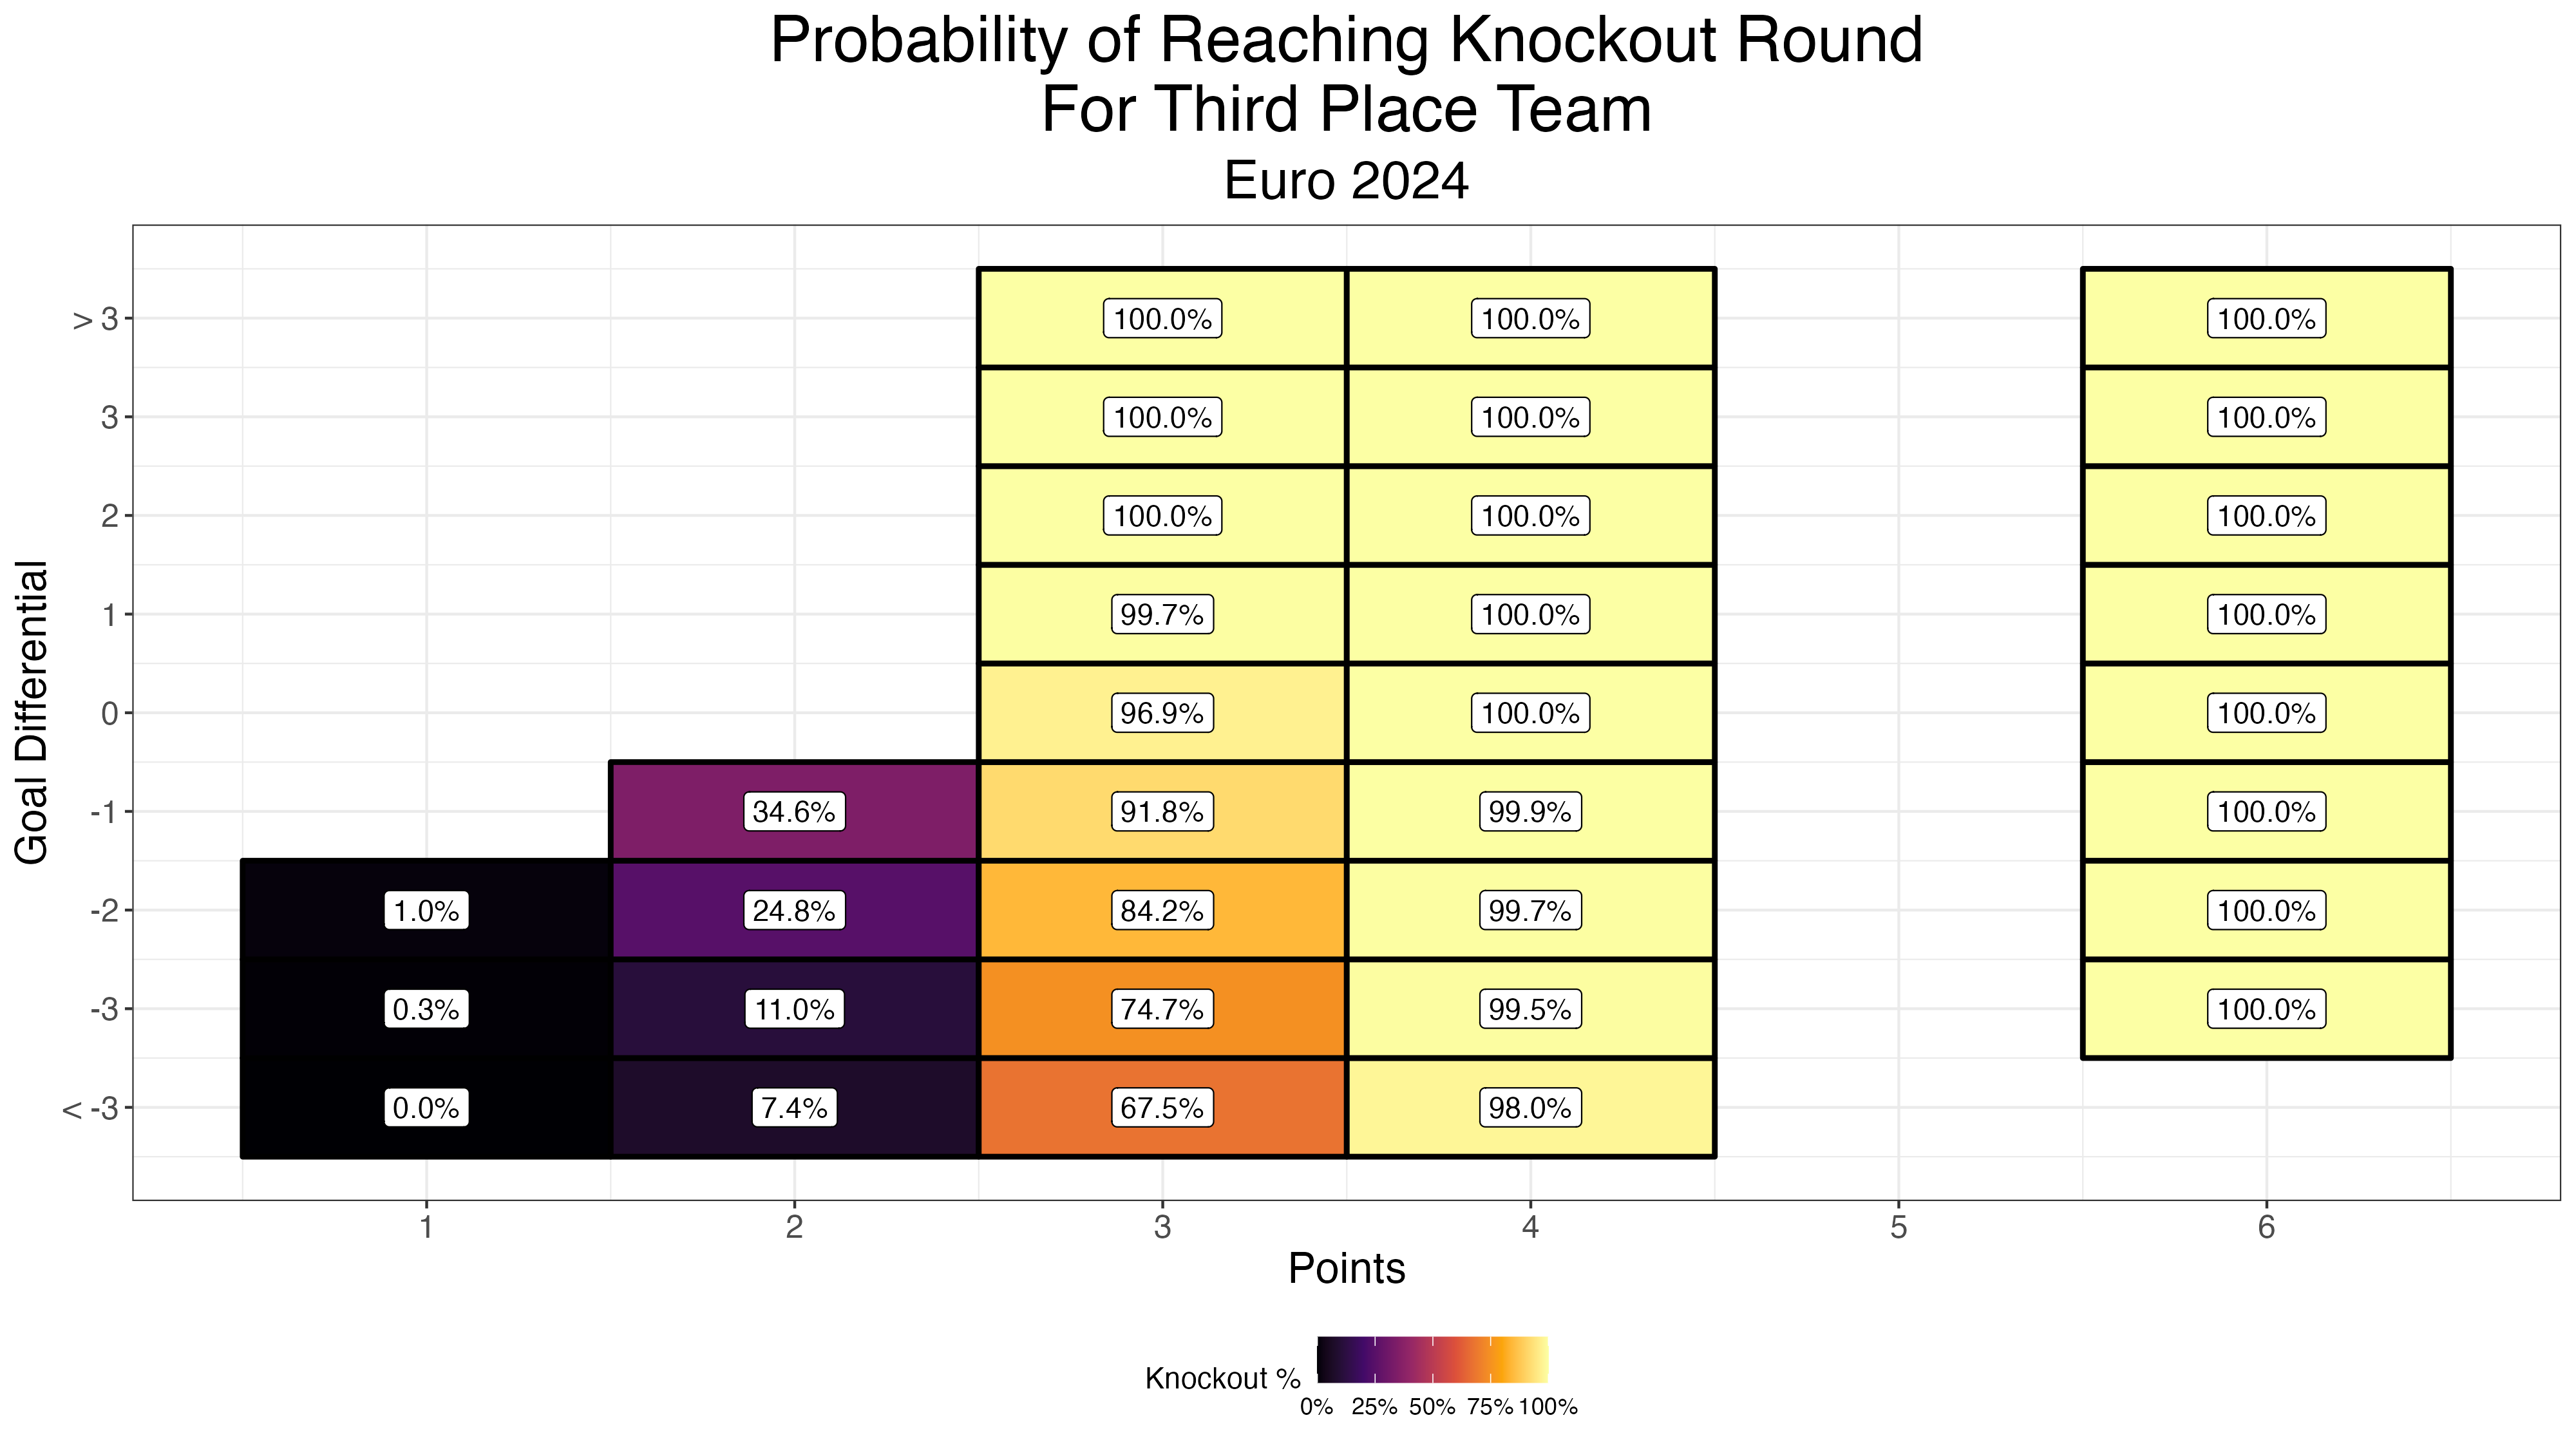 Probability of Reaching Knockout Round
For Third Place Team
Euro 2024
Goal Differential
> 3
100.0% 100.0% 100.0%
3
100.0% 100.0% 100.0%
2
100.0% 100.0% 100.0%
1
99.7% 100.0% 100.0%
0
96.9% 100.0% 100.0%
-1
34.6% 91.8% 99.9% 100.0%
-2
1.0% 24.8% 84.2% 99.7% 100.0%
-3
0.3% 11.0% 74.7% 99.5% 100.0%
< -3
0.0% 7.4% 67.5% 98.0%
1 2 3 4 5 6
Points
Knockout %
0% 25% 50% 75% 100%